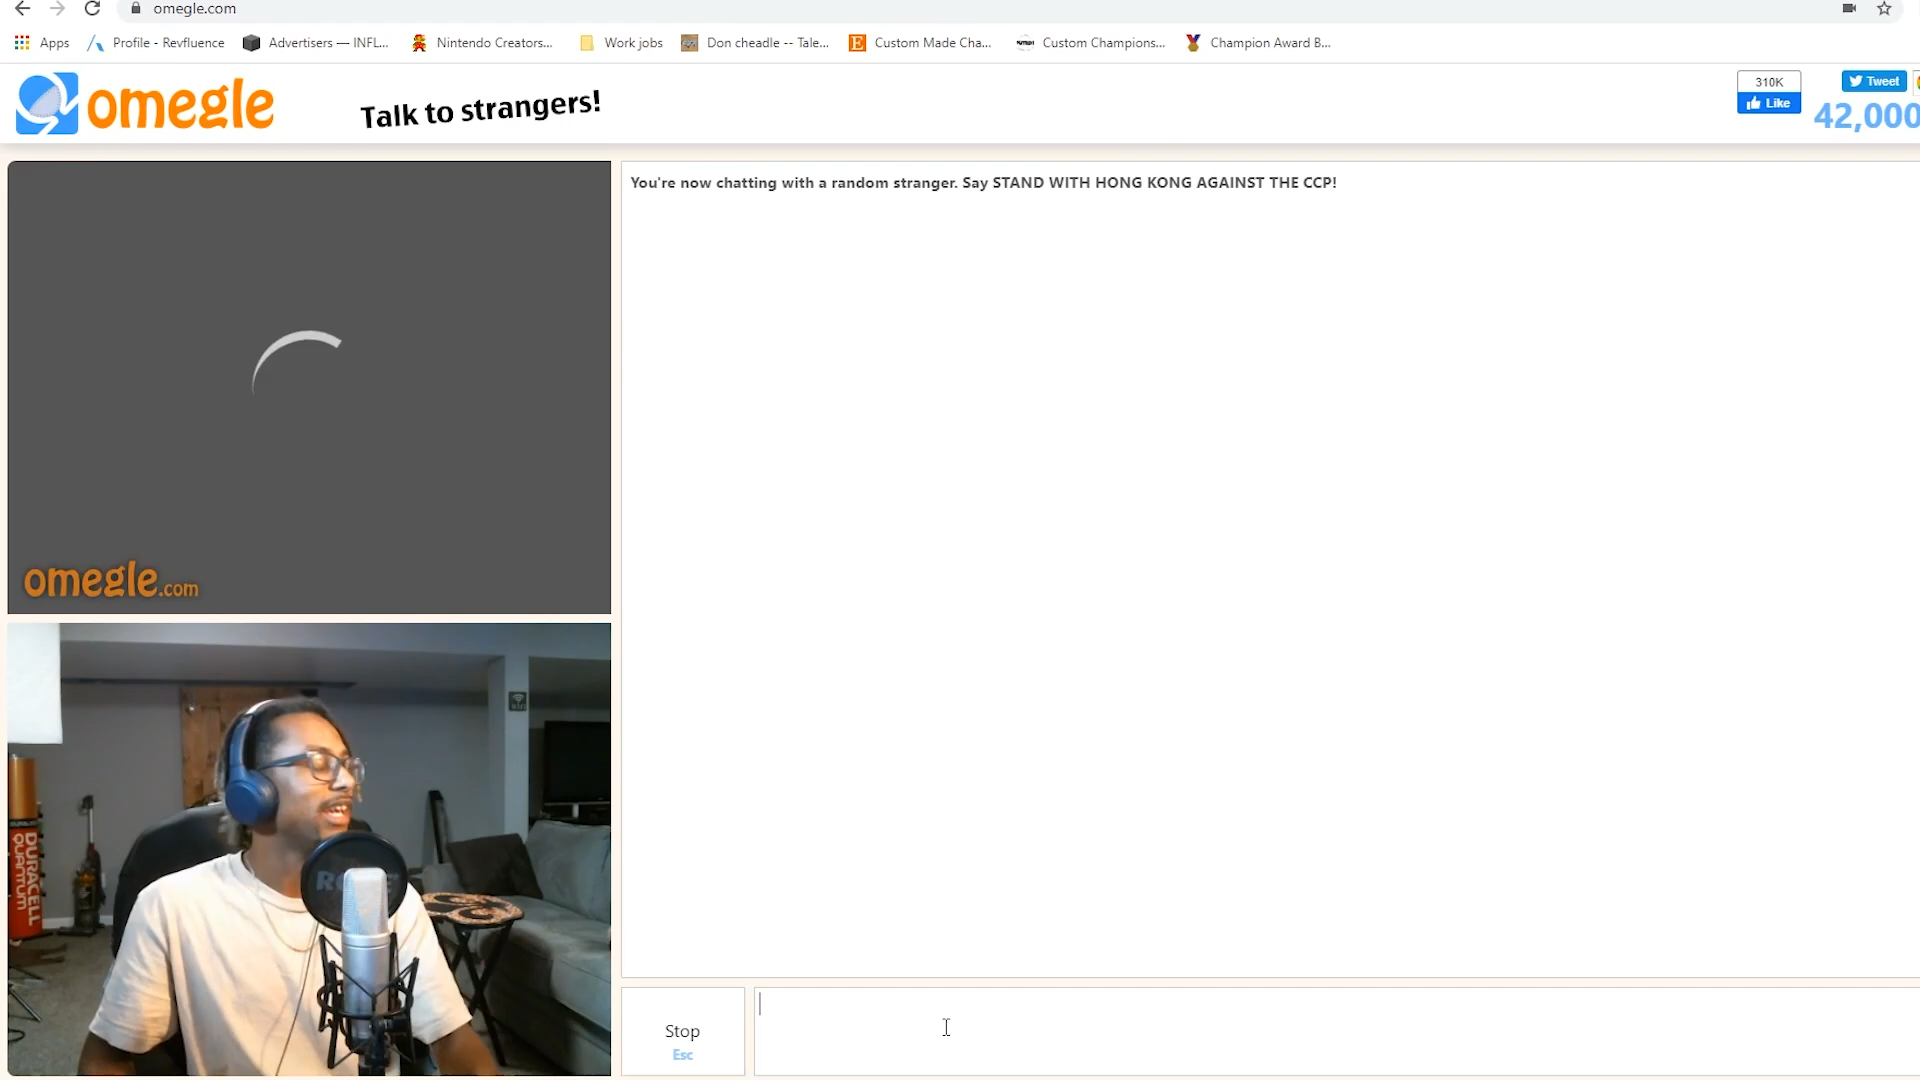 omegle.com
Apps Profile - Revfluence Advertisers — INFL... Nintendo Creators... Work jobs Don cheadle -- Tale... Custom Made Cha... Custom Champions... Champion Award B...
omegle Talk to strangers!
310K
Like
Tweet
42,000
You're now chatting with a random stranger. Say STAND WITH HONG KONG AGAINST THE CCP!
omegle.com
DURACELL
QUANTUM
Stop
Esc